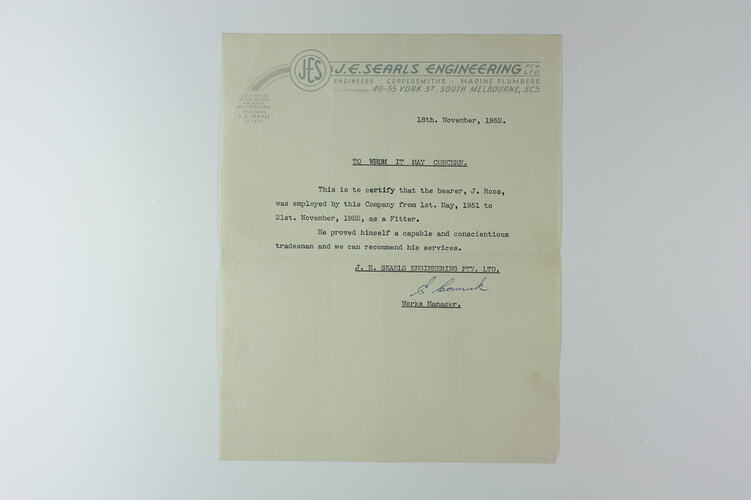 JES
J.E. SEARLS ENGINEERING PTY. LTD.
ENGINEERS · COPPERSMITHS · MARINE PLUMBERS
49-55 YORK ST. SOUTH MELBOURNE, SC5.
J. E. SEARLS
18th. November, 1952.
TO WHOM IT MAY CONCERN.
This is to certify that the bearer, J. Roos,
was employed by this Company from 1st. May, 1951 to
21st. November, 1952, as a Fitter.
He proved himself a capable and conscientious
tradesman and we can recommend his services.
J. E. SEARLS ENGINEERING PTY. LTD.
Works Manager.